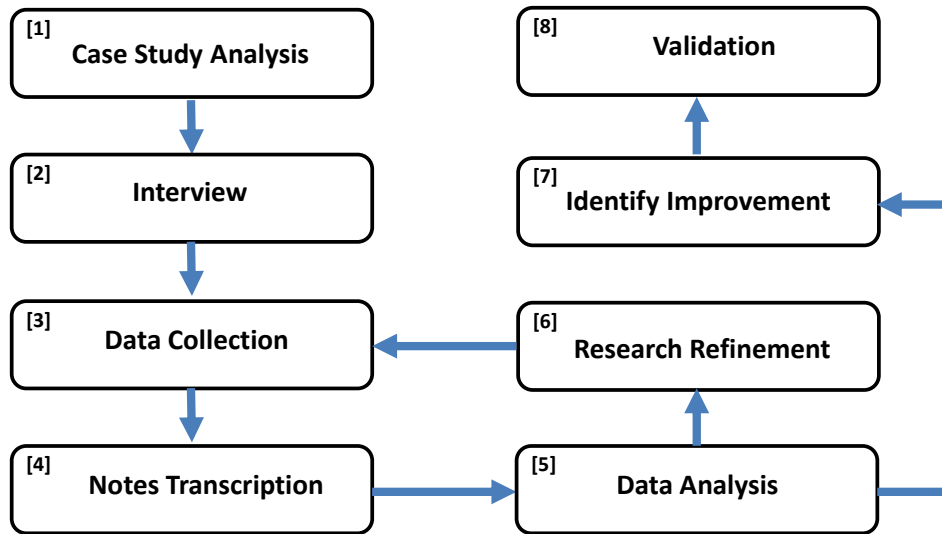 [1]
Case Study Analysis
[2]
Interview
[3]
Data Collection
[4]
Notes Transcription
[5]
Data Analysis
[6]
Research Refinement
[7]
Identify Improvement
[8]
Validation